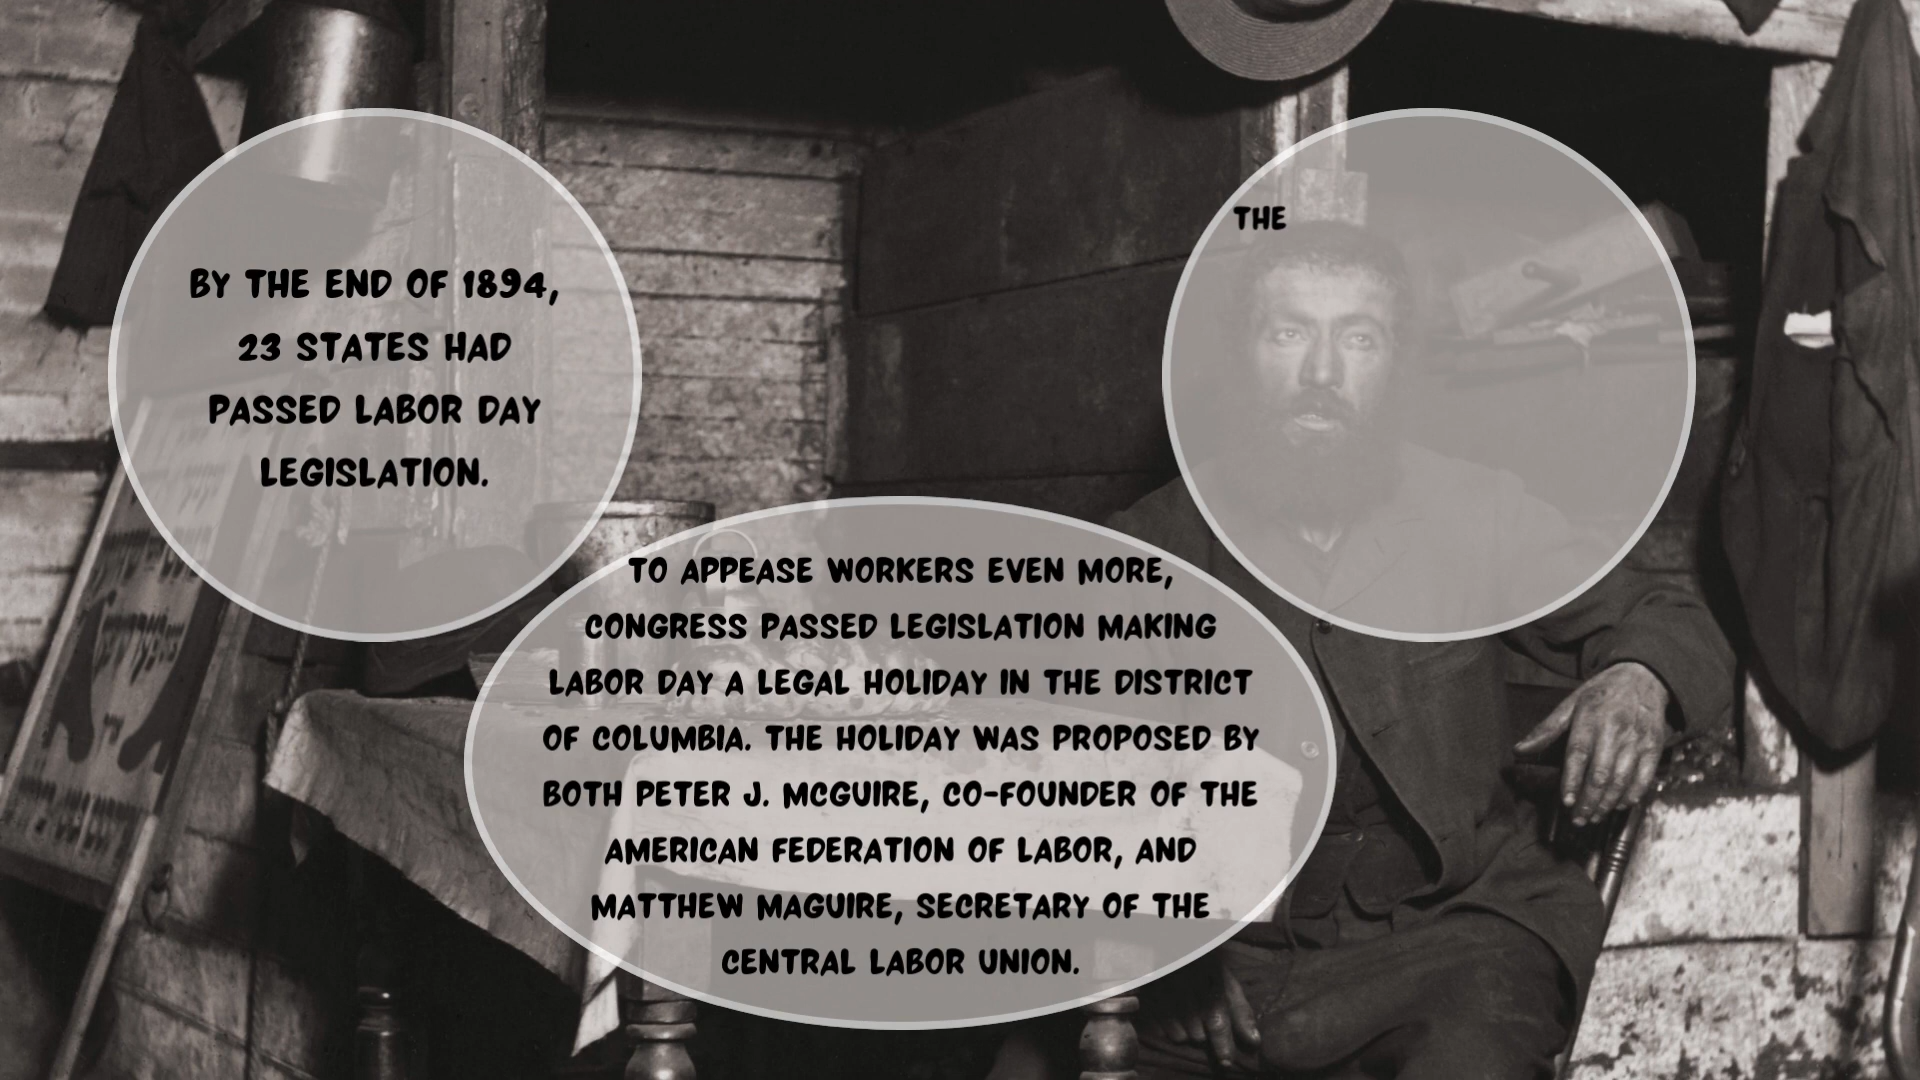 BY THE END OF 1894,
23 STATES HAD
PASSED LABOR DAY
LEGISLATION.
THE
TO APPEASE WORKERS EVEN MORE,
CONGRESS PASSED LEGISLATION MAKING
LABOR DAY A LEGAL HOLIDAY IN THE DISTRICT
OF COLUMBIA. THE HOLIDAY WAS PROPOSED BY
BOTH PETER J. MCGUIRE, CO-FOUNDER OF THE
AMERICAN FEDERATION OF LABOR, AND
MATTHEW MAGUIRE, SECRETARY OF THE
CENTRAL LABOR UNION.